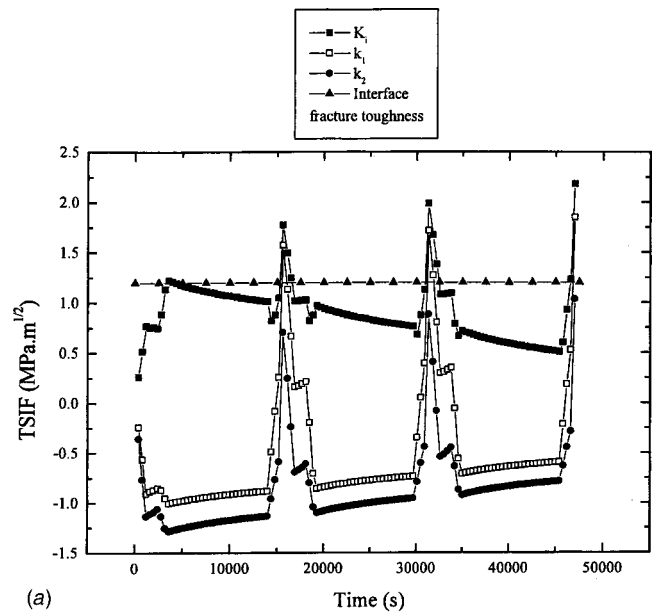 K_i
k_1
k_2
Interface
fracture toughness
2.5
2.0
1.5
1.0
0.5
0.0
-0.5
-1.0
-1.5
TSIF (MPa.m^1/2)
0
10000
20000
30000
40000
50000
Time (s)
(a)